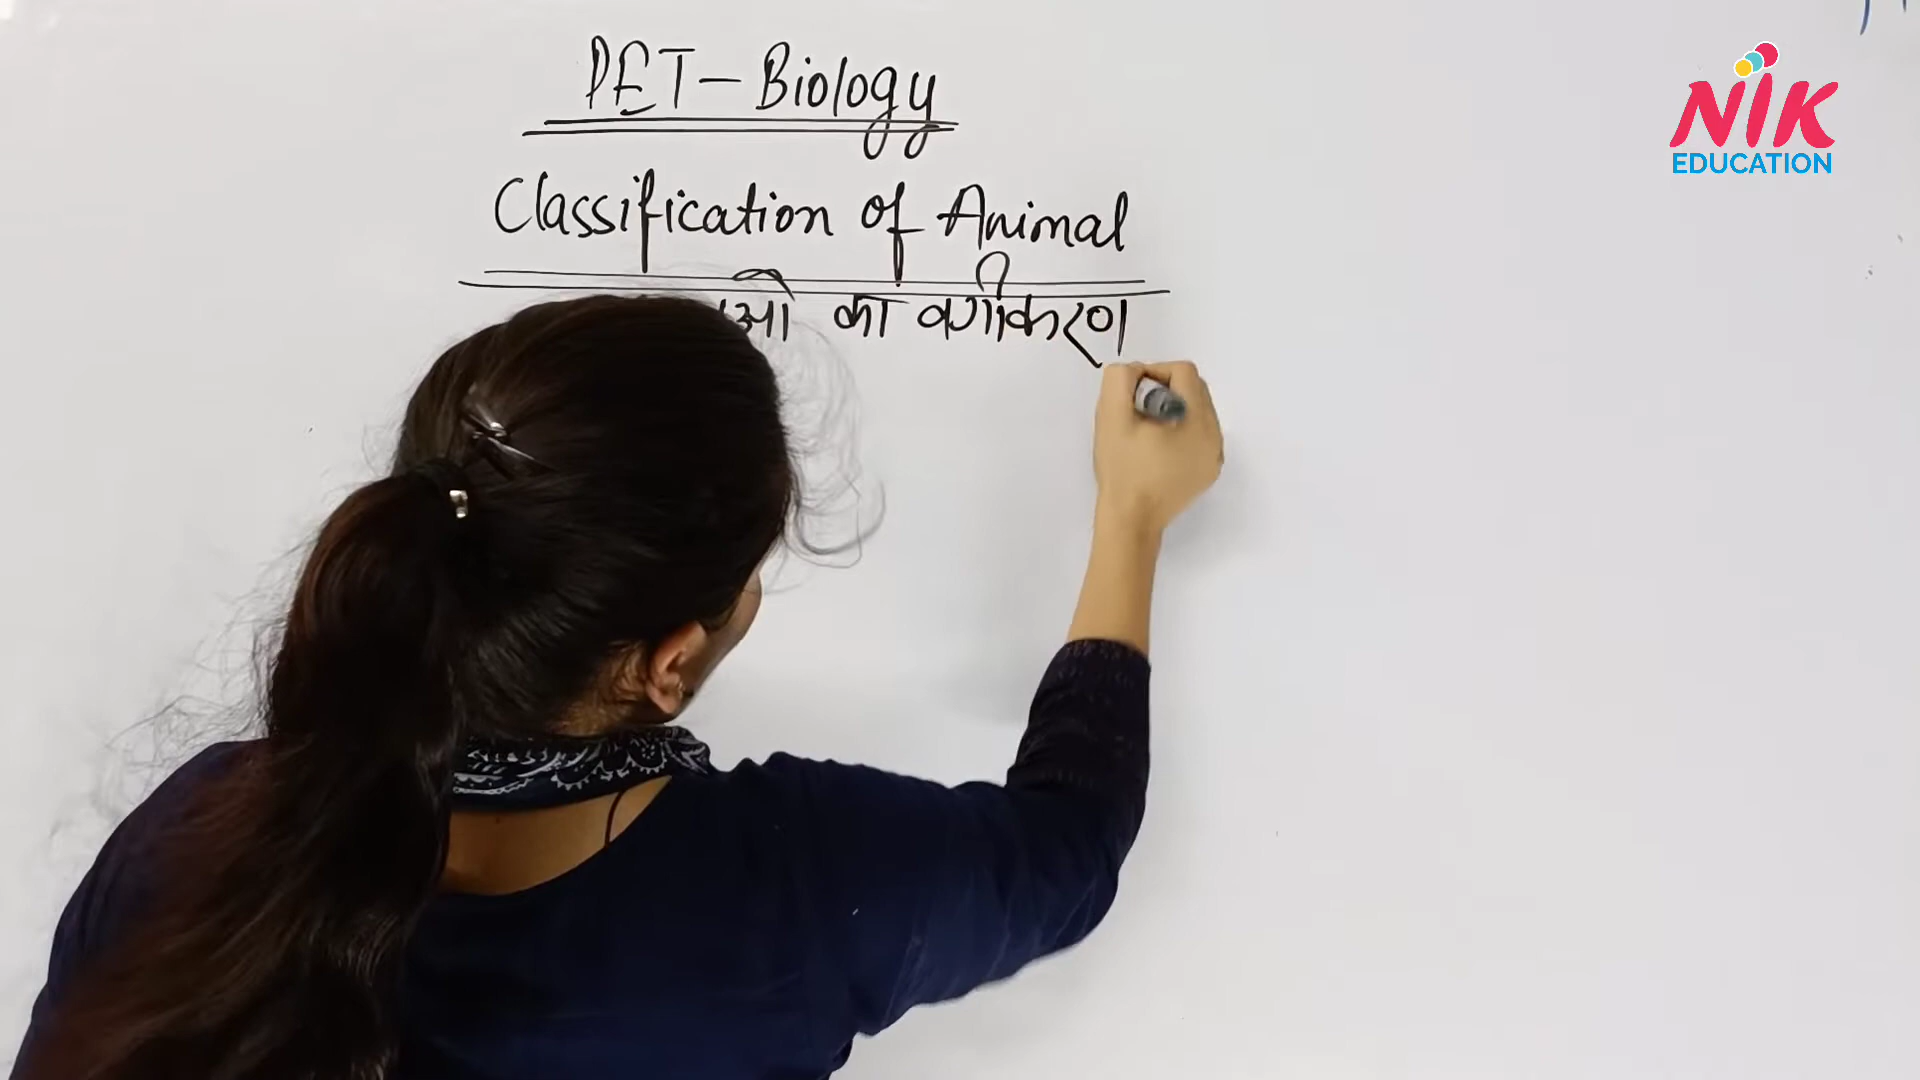 PET - Biology
Classification of Animal
का वर्गीकरण
NIK
EDUCATION